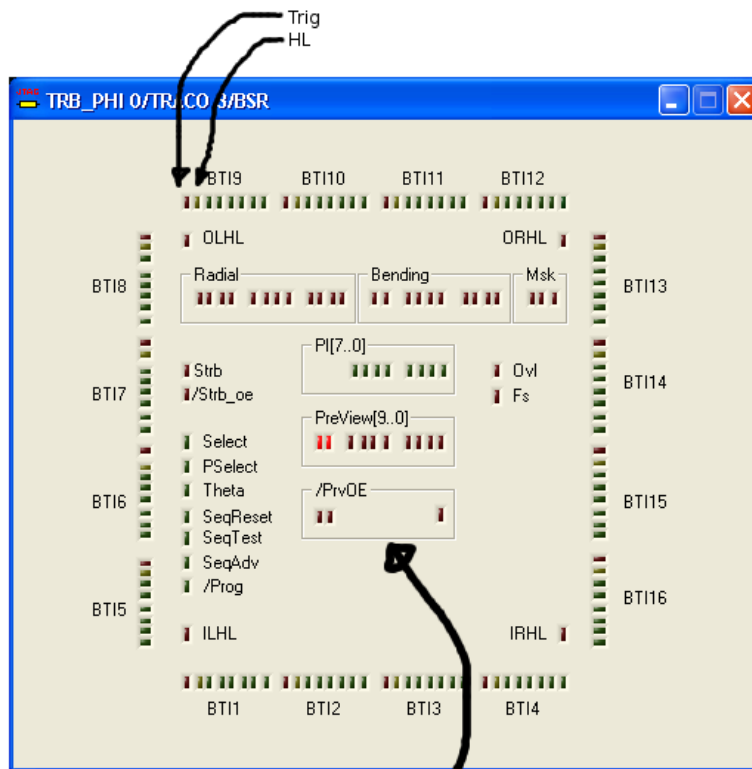 Trig
HL
TRB_PHI 0/TRACO 3/BSR
BTI9 BTI10 BTI11 BTI12
OLHL ORHL
Radial Bending Msk
BTI8 BTI13
PI[7..0]
Strb Ovl
BTI7 /Strb_oe Fs BTI14
PreView[9..0]
Select
PSelect
Theta /PrvOE
BTI6 SeqReset BTI15
SeqTest
SeqAdv
/Prog
BTI5 BTI16
ILHL IRHL
BTI1 BTI2 BTI3 BTI4